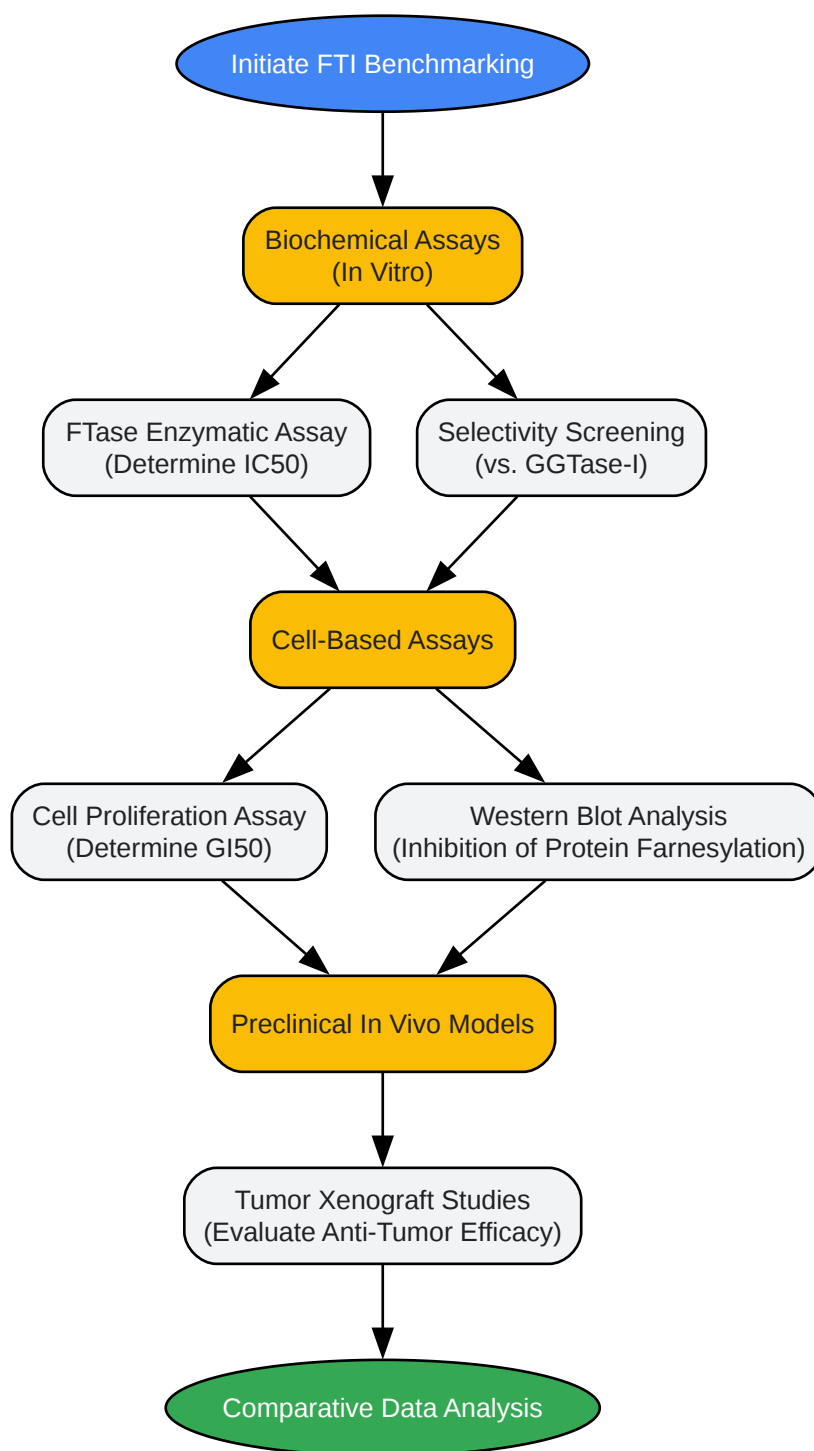 Initiate FTI Benchmarking
Biochemical Assays
(In Vitro)
FTase Enzymatic Assay
(Determine IC50)
Selectivity Screening
(vs. GGTase-I)
Cell-Based Assays
Cell Proliferation Assay
(Determine GI50)
Western Blot Analysis
(Inhibition of Protein Farnesylation)
Preclinical In Vivo Models
Tumor Xenograft Studies
(Evaluate Anti-Tumor Efficacy)
Comparative Data Analysis